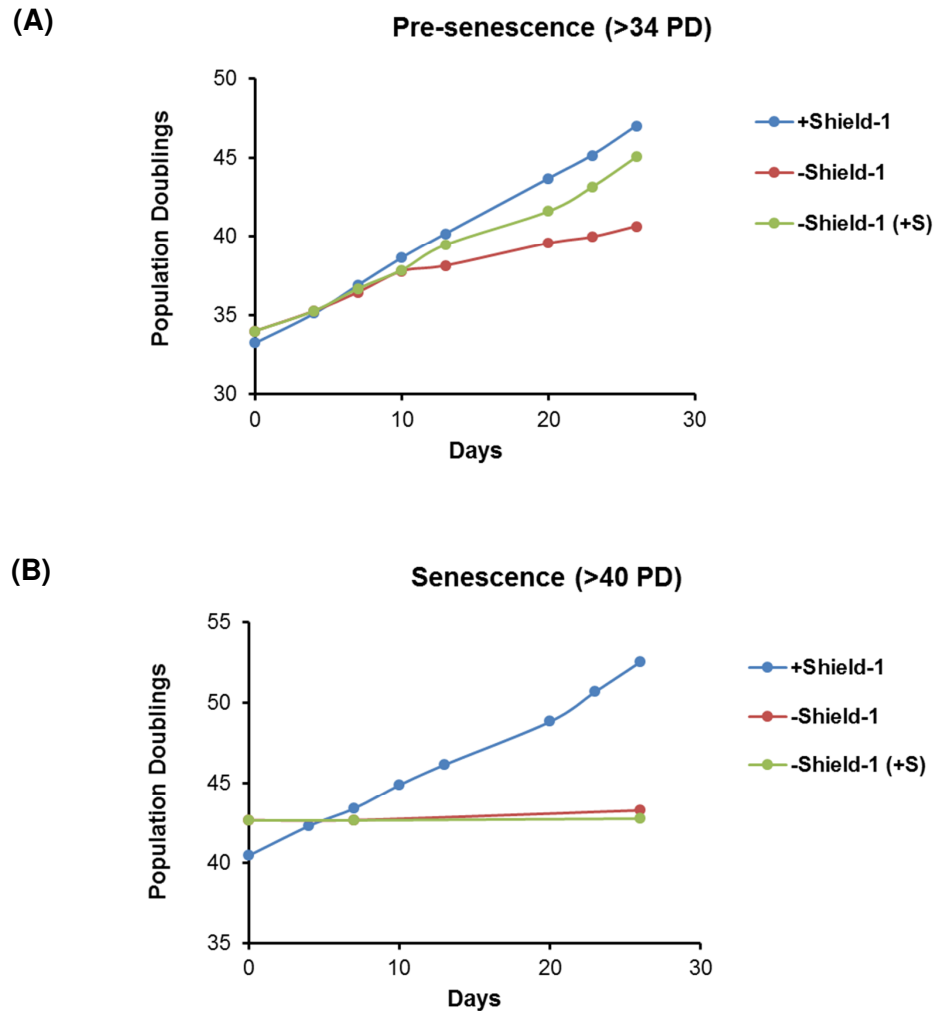 (A)
Pre-senescence (>34 PD)
Population Doublings
50
45
40
35
30
0
10
20
30
Days
+Shield-1
-Shield-1
-Shield-1 (+S)
(B)
Senescence (>40 PD)
Population Doublings
55
50
45
40
35
0
10
20
30
Days
+Shield-1
-Shield-1
-Shield-1 (+S)